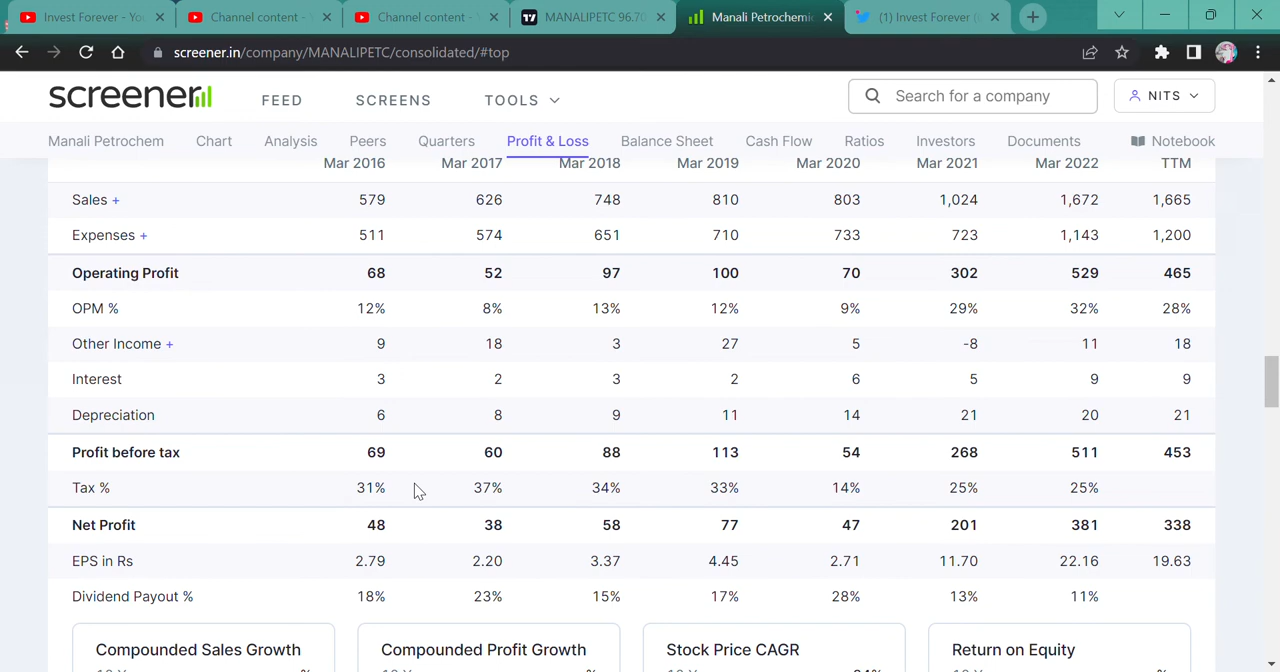 Invest Forever - Yo
Channel content -
Channel content -
MANALIPETC 96.70
Manali Petrochemic
(1) Invest Forever (
screener.in/company/MANALIPETC/consolidated/#top
screener
FEED
SCREENS
TOOLS
Search for a company
NITS
Manali Petrochem Chart Analysis Peers Quarters Profit & Loss Balance Sheet Cash Flow Ratios Investors Documents Notebook
Mar 2016 Mar 2017 Mar 2018 Mar 2019 Mar 2020 Mar 2021 Mar 2022 TTM
Sales + 579 626 748 810 803 1,024 1,672 1,665
Expenses + 511 574 651 710 733 723 1,143 1,200
Operating Profit 68 52 97 100 70 302 529 465
OPM % 12% 8% 13% 12% 9% 29% 32% 28%
Other Income + 9 18 3 27 5 -8 11 18
Interest 3 2 3 2 6 5 9 9
Depreciation 6 8 9 11 14 21 20 21
Profit before tax 69 60 88 113 54 268 511 453
Tax % 31% 37% 34% 33% 14% 25% 25%
Net Profit 48 38 58 77 47 201 381 338
EPS in Rs 2.79 2.20 3.37 4.45 2.71 11.70 22.16 19.63
Dividend Payout % 18% 23% 15% 17% 28% 13% 11%
Compounded Sales Growth
Compounded Profit Growth
Stock Price CAGR
Return on Equity